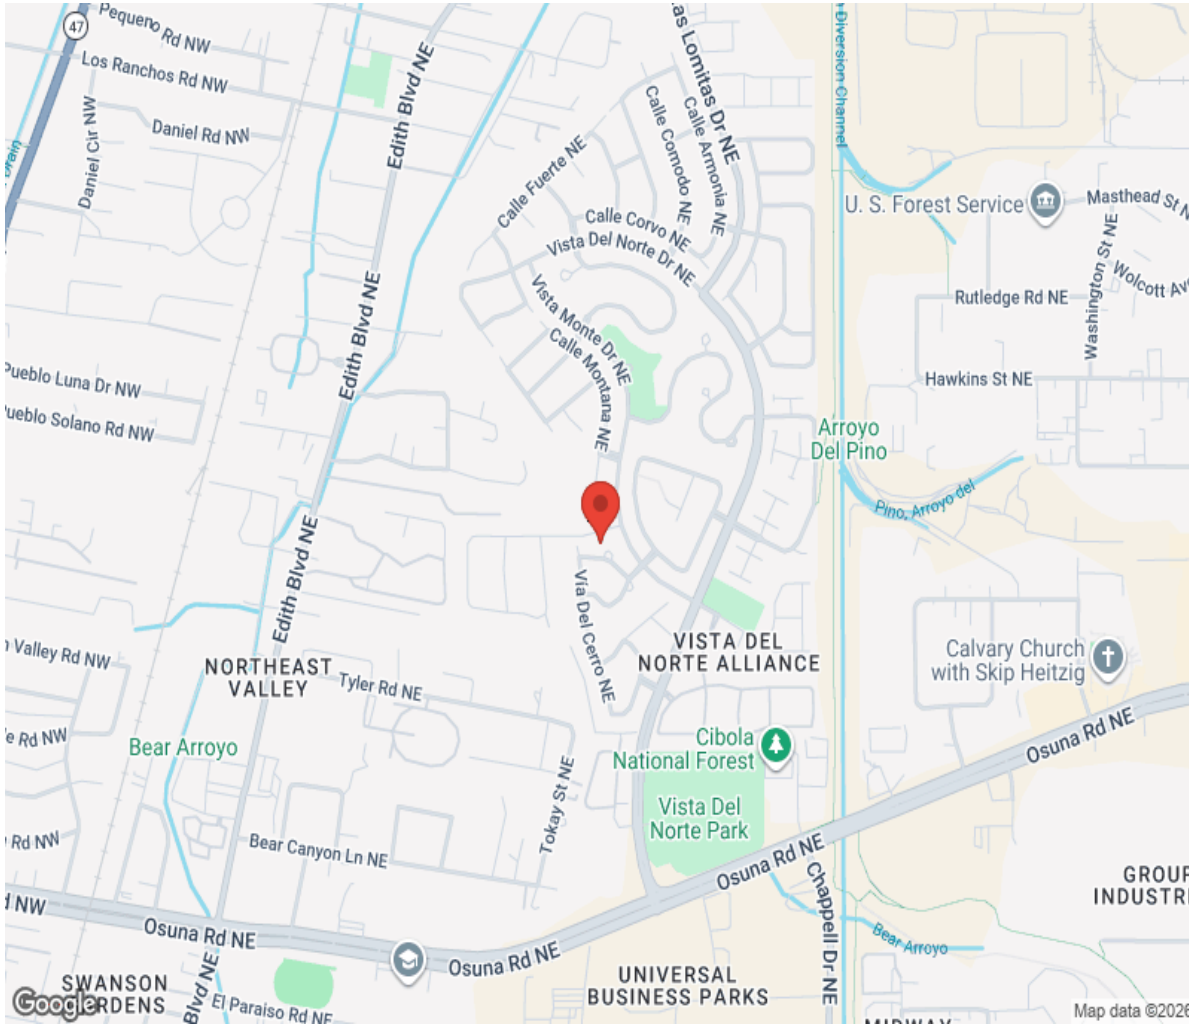 47
Pequeno Rd NW
Los Ranchos Rd NW
Daniel Rd NW
Daniel Cir NW
Drain
Edith Blvd NE
Las Lomitas Dr NE
Diversion Channel
Calle Comodo NE
Calle Armonia NE
Calle Fuerte NE
Calle Corvo NE
Vista Del Norte Dr NE
U. S. Forest Service
Masthead St N
Washington St NE
Wolcott Av
Rutledge Rd NE
Vista Monte Dr NE
Calle Montana NE
Edith Blvd NE
Pueblo Luna Dr NW
Pueblo Solano Rd NW
Hawkins St NE
Arroyo
Del Pino
Pino, Arroyo del
Edith Blvd NE
Via Del Cerro NE
VISTA DEL
NORTE ALLIANCE
Calvary Church
with Skip Heitzig
Valley Rd NW
NORTHEAST
VALLEY
Tyler Rd NE
Osuna Rd NE
Rd NW
Bear Arroyo
Cibola
National Forest
Vista Del
Norte Park
Tokay St NE
Rd NW
Bear Canyon Ln NE
Osuna Rd NE
Chappell Dr NE
GROUP
INDUSTRI
NW
Osuna Rd NE
Osuna Rd NE
Bear Arroyo
SWANSON
GARDENS
Blvd NE
El Paraiso Rd NE
UNIVERSAL
BUSINESS PARKS
MIDWAY
Google
Map data ©2026